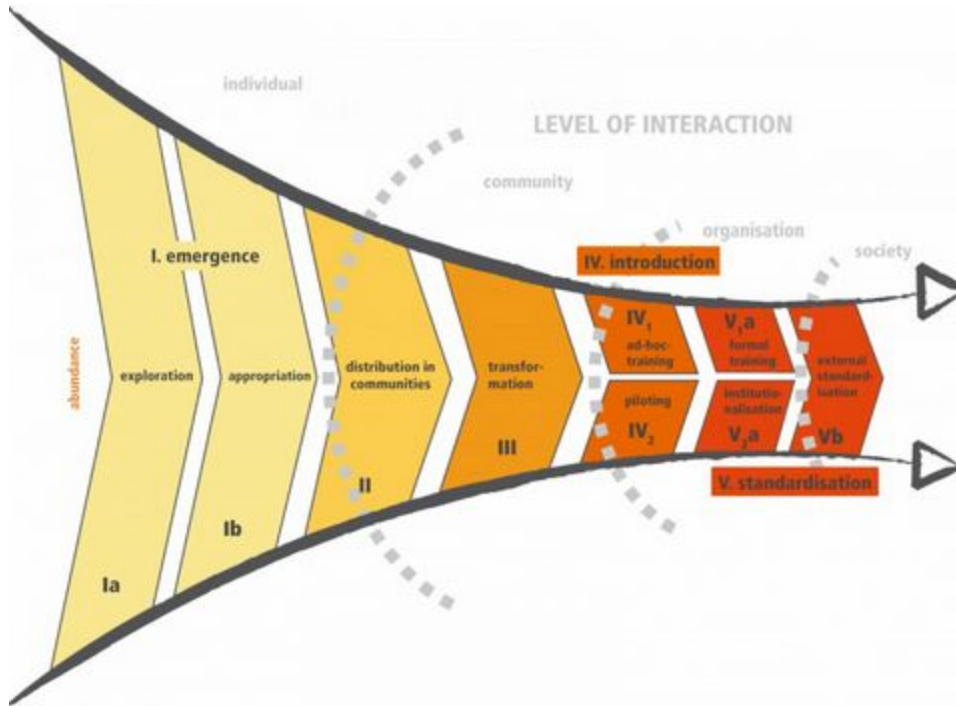 individual
LEVEL OF INTERACTION
community
organisation
society
I. emergence
IV. introduction
abundance
exploration
appropriation
distribution in
communities
transfor-
mation
IV1
ad-hoc-
training
V1a
formal
training
external
standard-
isation
piloting
IV2
institutio-
nalisation
V2a
Vb
III
II
Ib
Ia
V. standardisation